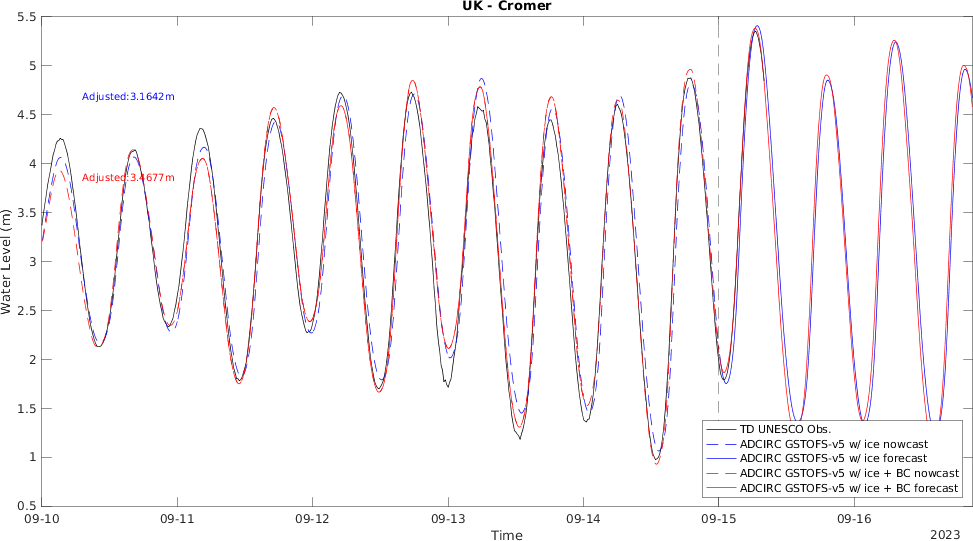 UK - Cromer
5.5
5
4.5
4
3.5
3
2.5
2
1.5
1
0.5
Water Level (m)
Adjusted:3.1642m
Adjusted:3.4677m
TD UNESCO Obs.
ADCIRC GSTOFS-v5 w/ ice nowcast
ADCIRC GSTOFS-v5 w/ ice forecast
ADCIRC GSTOFS-v5 w/ ice + BC nowcast
ADCIRC GSTOFS-v5 w/ ice + BC forecast
09-10 09-11 09-12 09-13 09-14 09-15 09-16
Time
2023